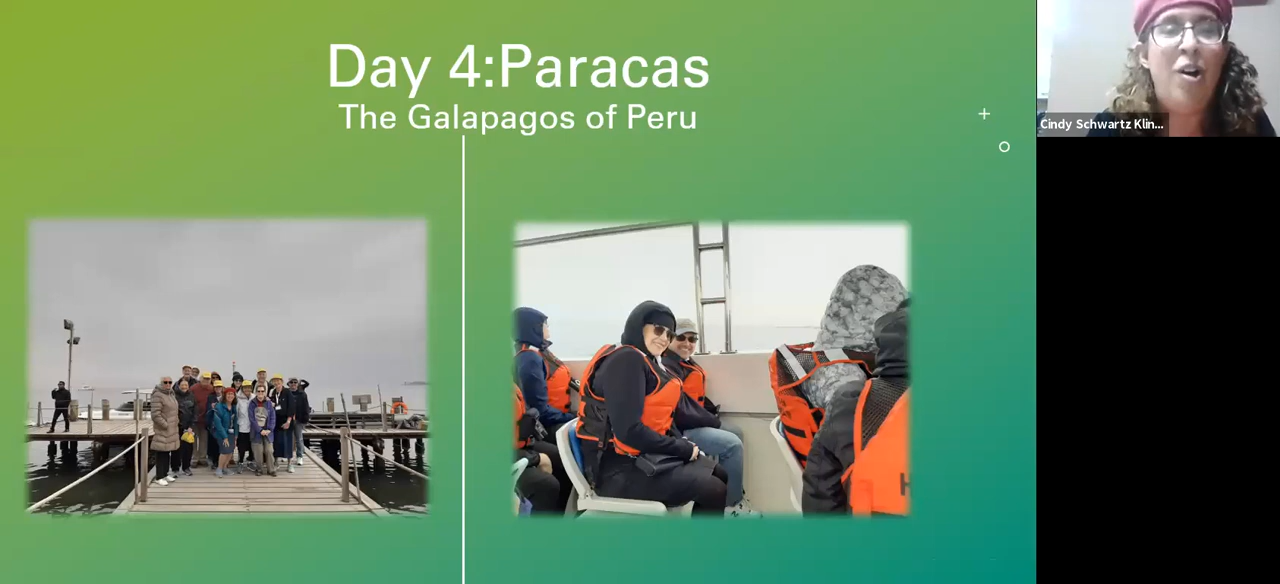 Day 4:Paracas
The Galapagos of Peru
Cindy Schwartz Klin...
H